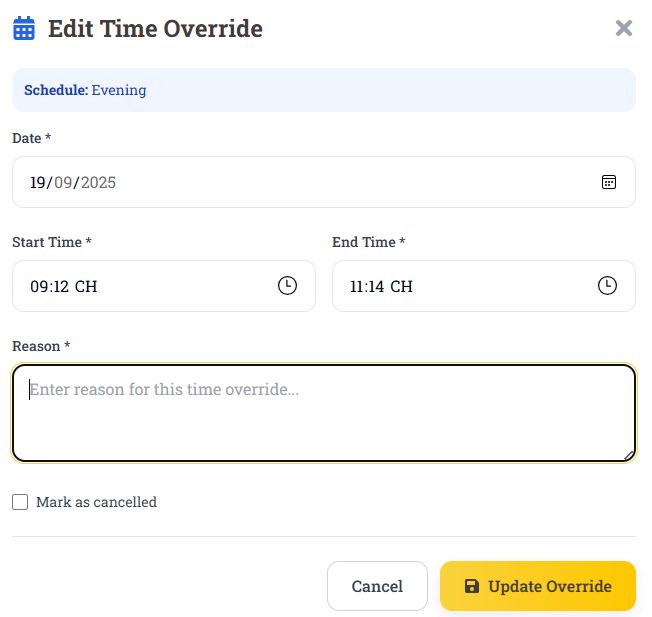 Edit Time Override
Schedule: Evening
Date *
19/09/2025
Start Time *
End Time *
09:12 CH
11:14 CH
Reason *
Enter reason for this time override...
Mark as cancelled
Cancel
Update Override